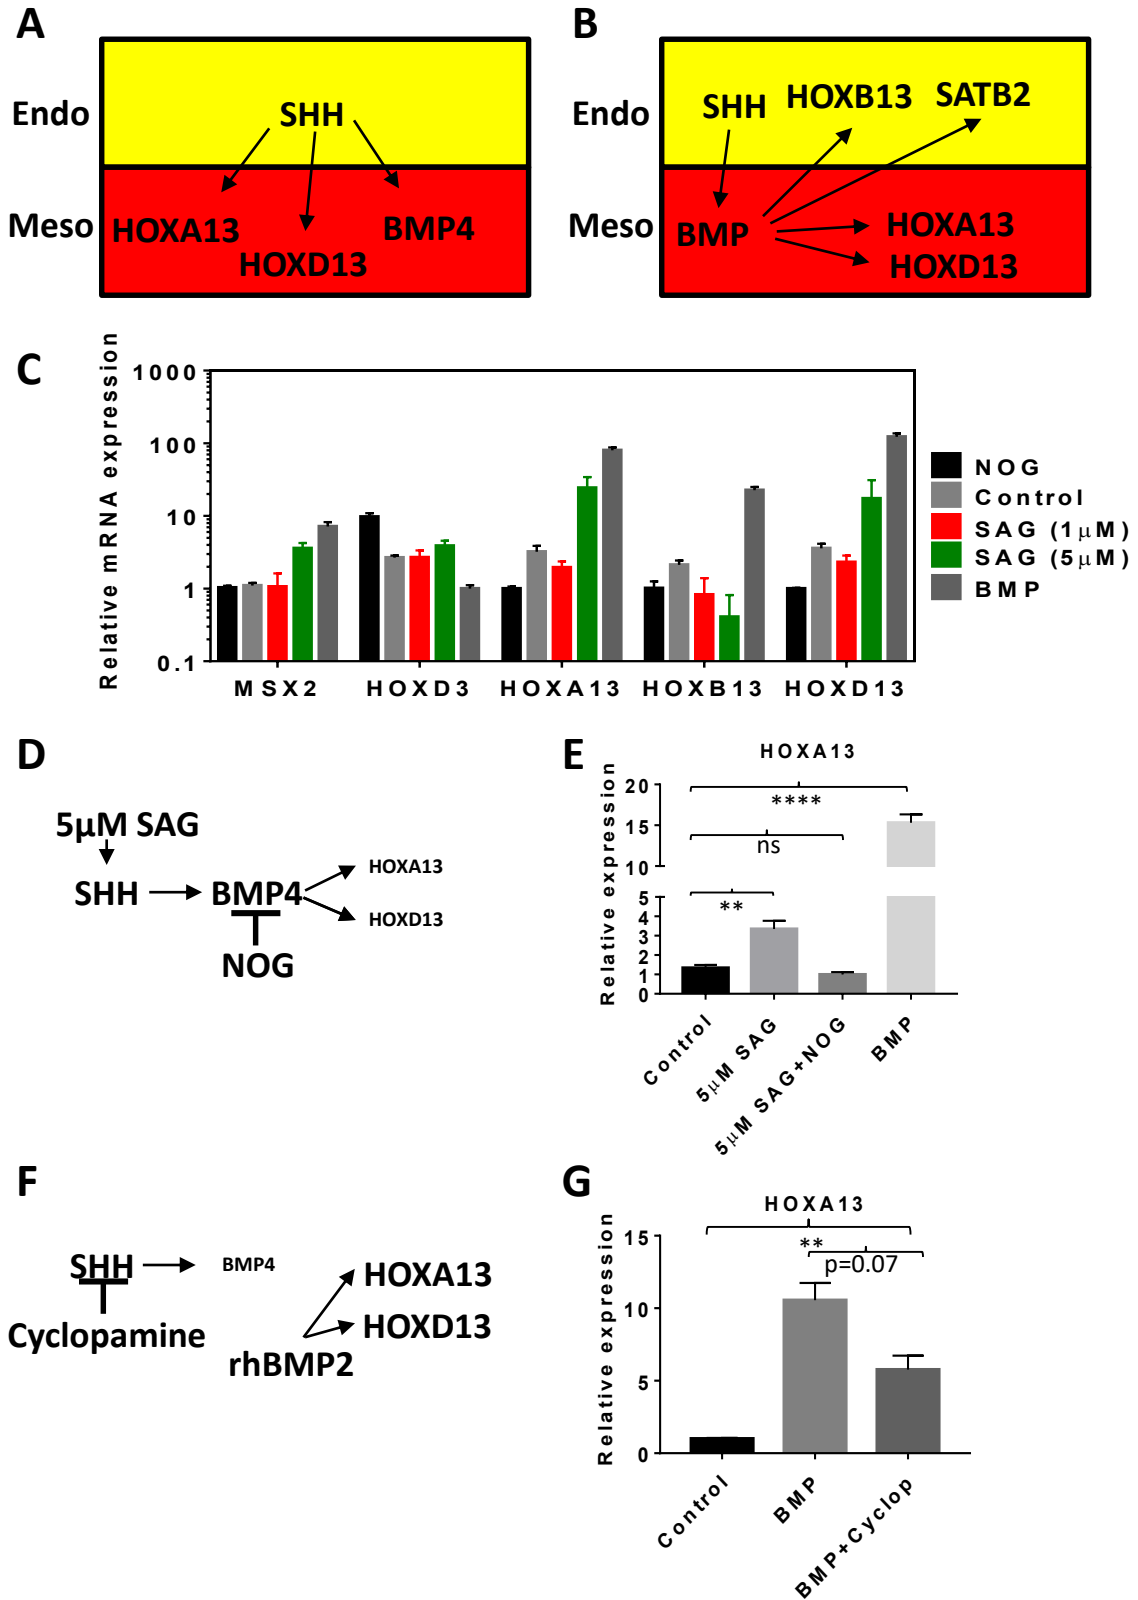 A
Endo
SHH
Meso
HOXA13
BMP4
HOXD13
B
SHH
HOXB13
SATB2
Meso
BMP
HOXA13
HOXD13
C
Relative mRNA expression
1000
100
10
1
0.1
MSX2
HOXD3
HOXA13
HOXB13
HOXD13
NOG
Control
SAG (1μM)
SAG (5μM)
BMP
D
5μM SAG
SHH
BMP4
HOXA13
HOXD13
NOG
E
HOXA13
Relative expression
20
15
10
5
4
3
2
1
0
****
ns
**
Control
5μM SAG
5μM SAG+NOG
BMP
F
SHH
BMP4
HOXA13
Cyclopamine
HOXD13
rhBMP2
G
HOXA13
Relative expression
15
10
5
0
**
p=0.07
Control
BMP
BMP+Cyclop
Endo